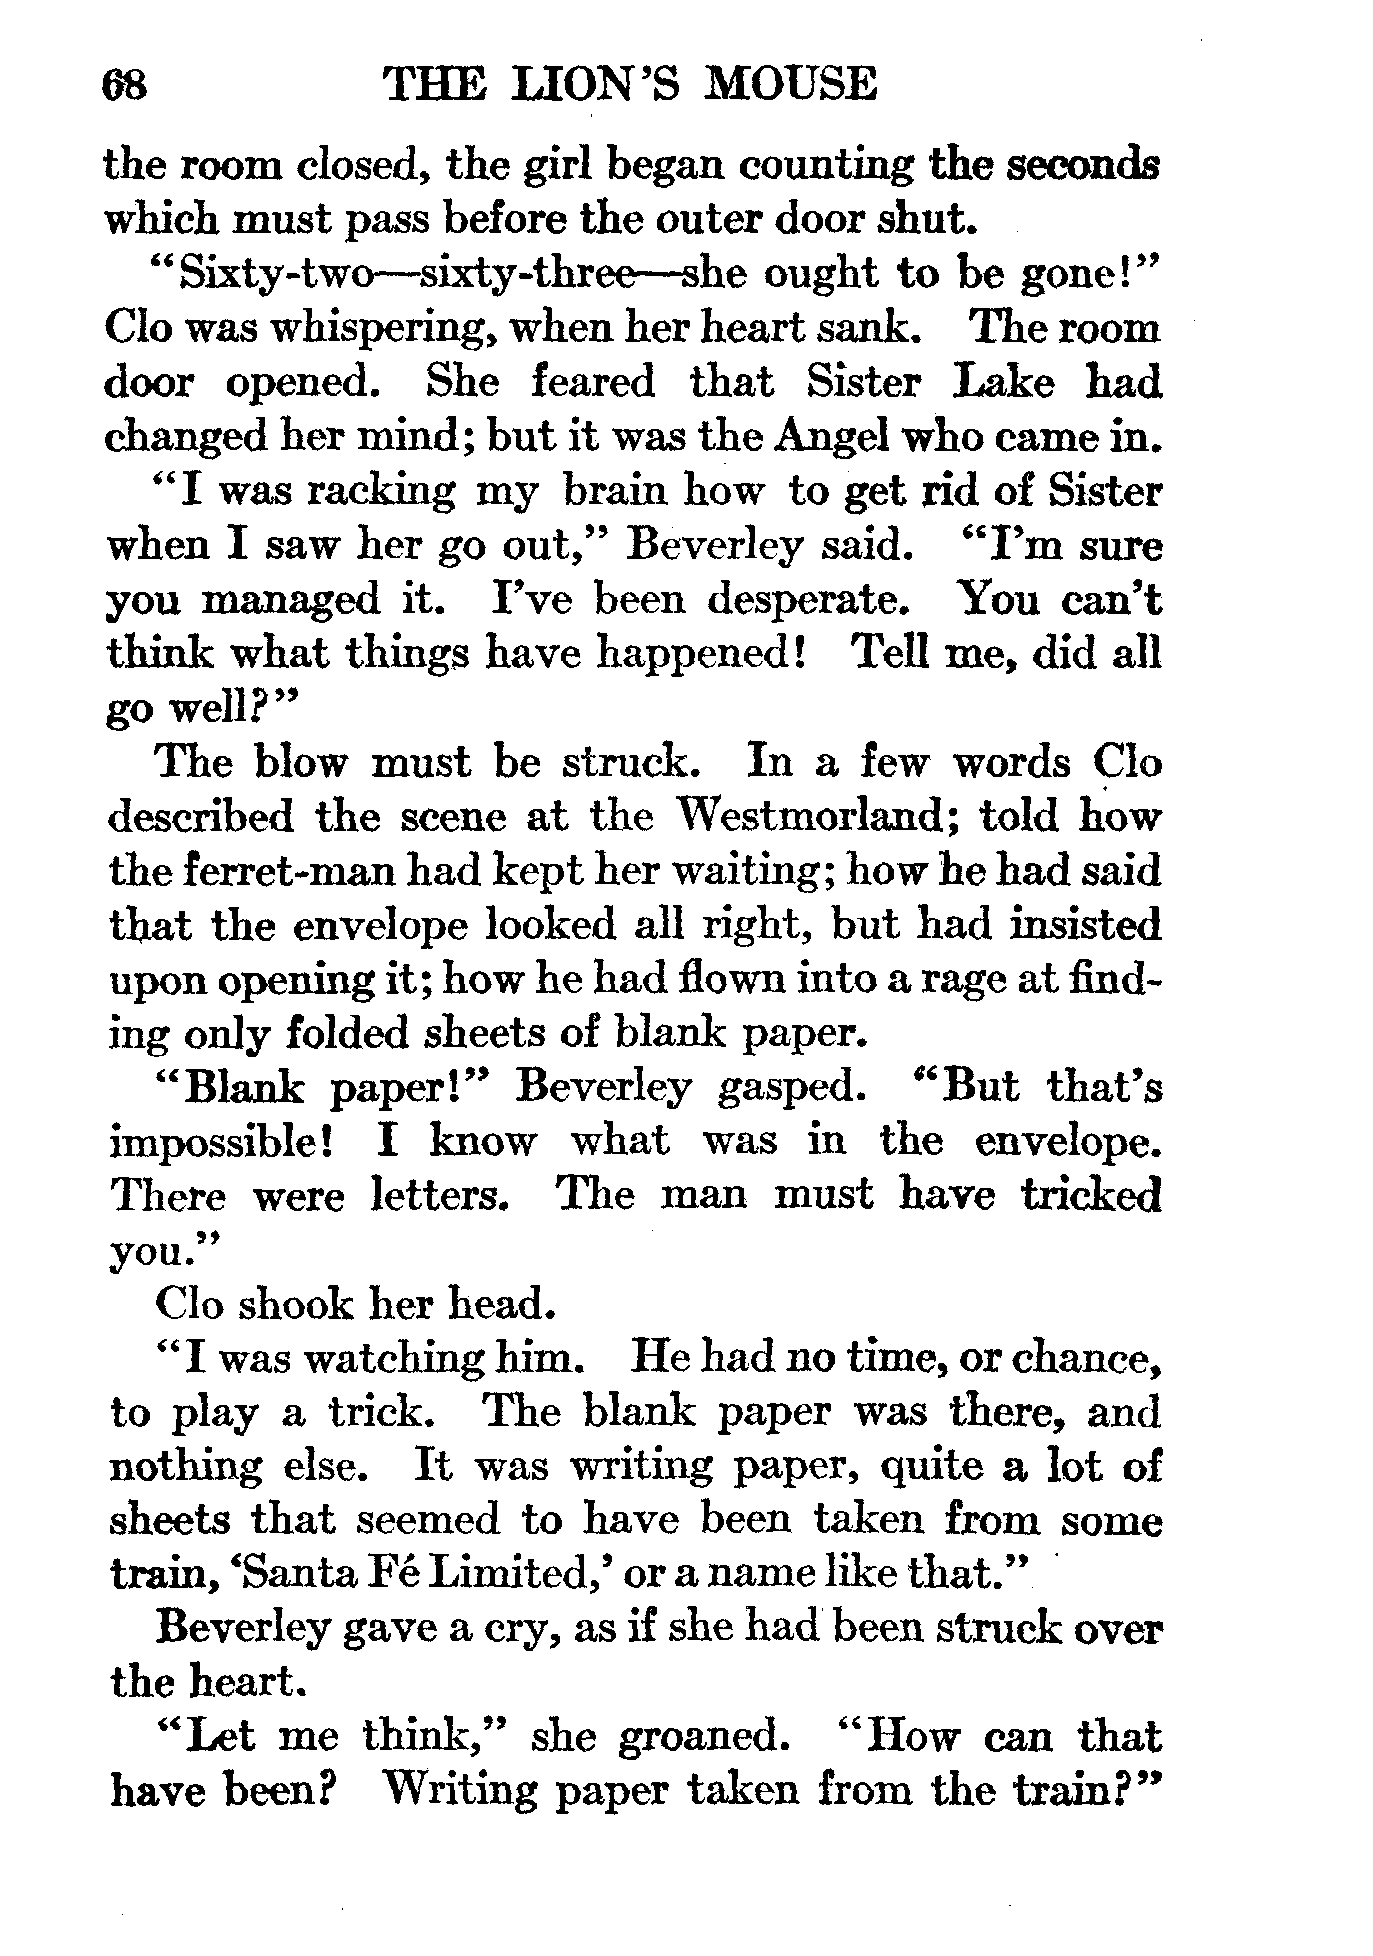 68 THE LION'S MOUSE
the room closed, the girl began counting the seconds
which must pass before the outer door shut.
“Sixty-two—sixty-three—she ought to be gone!”
Clo was whispering, when her heart sank. The room
door opened. She feared that Sister Lake had
changed her mind; but it was the Angel who came in.
“I was racking my brain how to get rid of Sister
when I saw her go out,” Beverley said. “I’m sure
you managed it. I’ve been desperate. You can’t
think what things have happened! Tell me, did all
go well?”
The blow must be struck. In a few words Clo
described the scene at the Westmorland; told how
the ferret-man had kept her waiting; how he had said
that the envelope looked all right, but had insisted
upon opening it; how he had flown into a rage at find-
ing only folded sheets of blank paper.
“Blank paper!” Beverley gasped. “But that’s
impossible! I know what was in the envelope.
There were letters. The man must have tricked
you.”
Clo shook her head.
“I was watching him. He had no time, or chance,
to play a trick. The blank paper was there, and
nothing else. It was writing paper, quite a lot of
sheets that seemed to have been taken from some
train, ‘Santa Fé Limited,’ or a name like that.”
Beverley gave a cry, as if she had been struck over
the heart.
“Let me think,” she groaned. “How can that
have been? Writing paper taken from the train?”